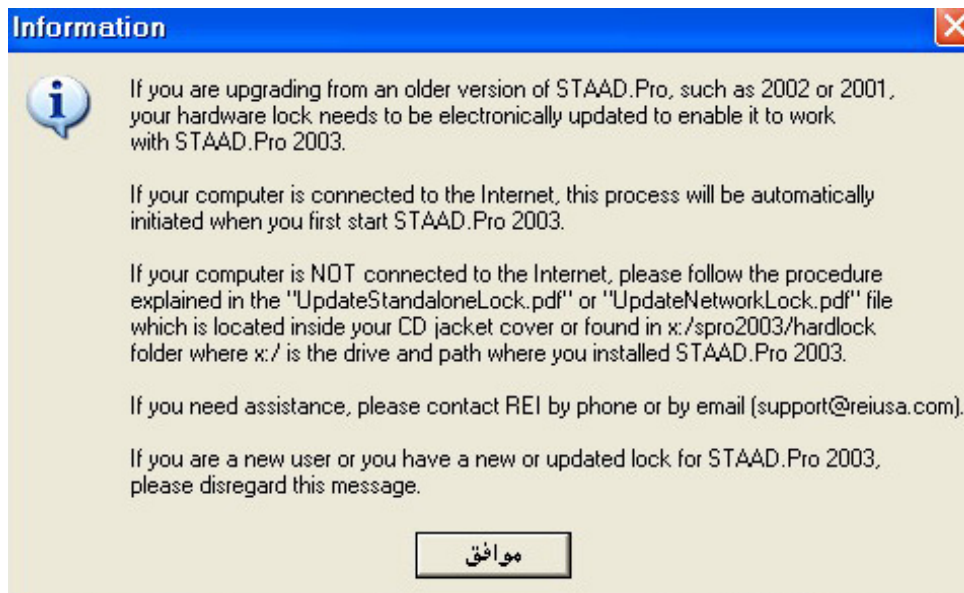 Information
If you are upgrading from an older version of STAAD.Pro, such as 2002 or 2001,
your hardware lock needs to be electronically updated to enable it to work
with STAAD.Pro 2003.
If your computer is connected to the Internet, this process will be automatically
initiated when you first start STAAD.Pro 2003.
If your computer is NOT connected to the Internet, please follow the procedure
explained in the "UpdateStandaloneLock.pdf" or "UpdateNetworkLock.pdf" file
which is located inside your CD jacket cover or found in x:/spro2003/hardlock
folder where x:/ is the drive and path where you installed STAAD.Pro 2003.
If you need assistance, please contact REI by phone or by email (support@reiusa.com).
If you are a new user or you have a new or updated lock for STAAD.Pro 2003,
please disregard this message.
موافق